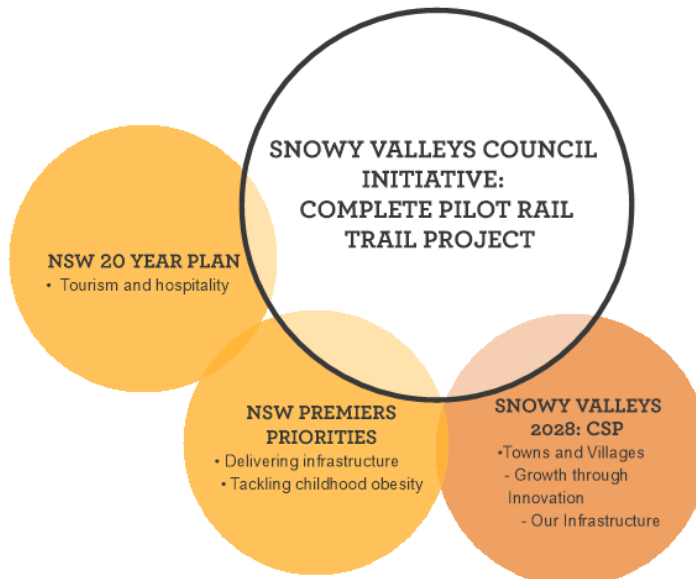 SNOWY VALLEYS COUNCIL
INITIATIVE:
COMPLETE PILOT RAIL
TRAIL PROJECT
NSW 20 YEAR PLAN
• Tourism and hospitality
NSW PREMIERS
PRIORITIES
• Delivering infrastructure
• Tackling childhood obesity
SNOWY VALLEYS
2028: CSP
•Towns and Villages
- Growth through
Innovation
- Our Infrastructure